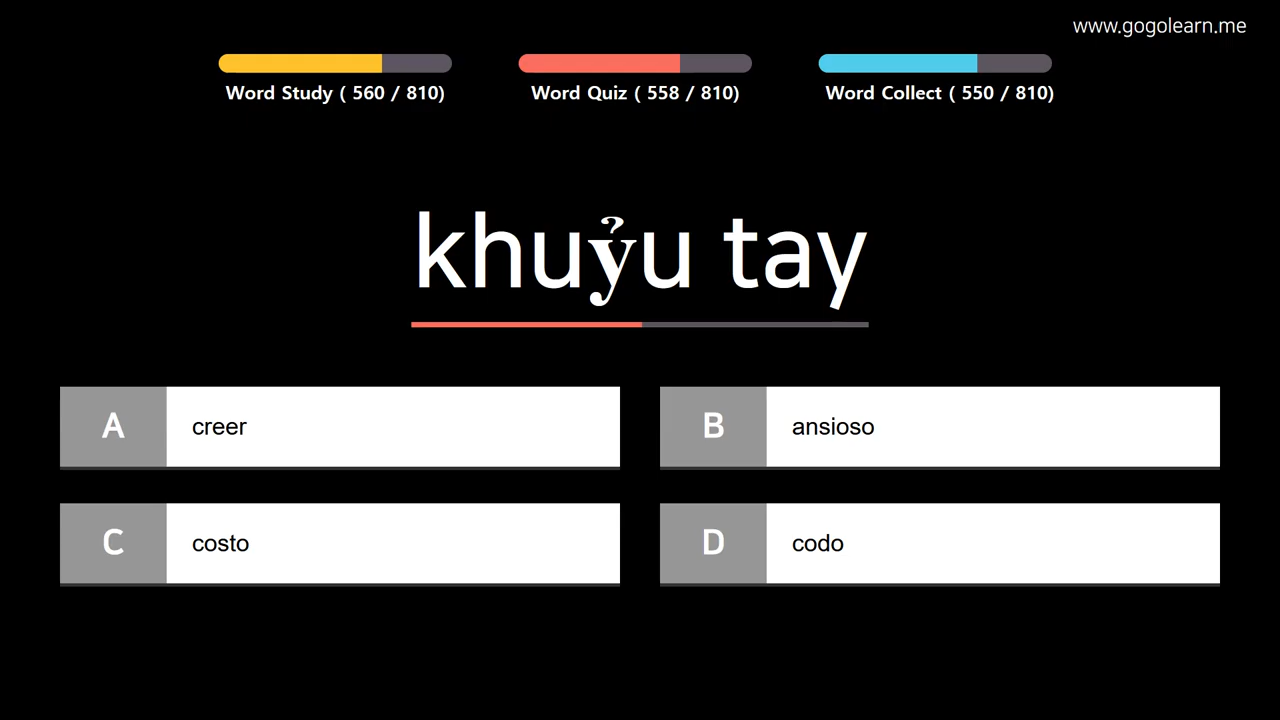 www.gogolearn.me
Word Study ( 560 / 810)
Word Quiz ( 558 / 810)
Word Collect ( 550 / 810)
khuỷu tay
A creer
B ansioso
C costo
D codo